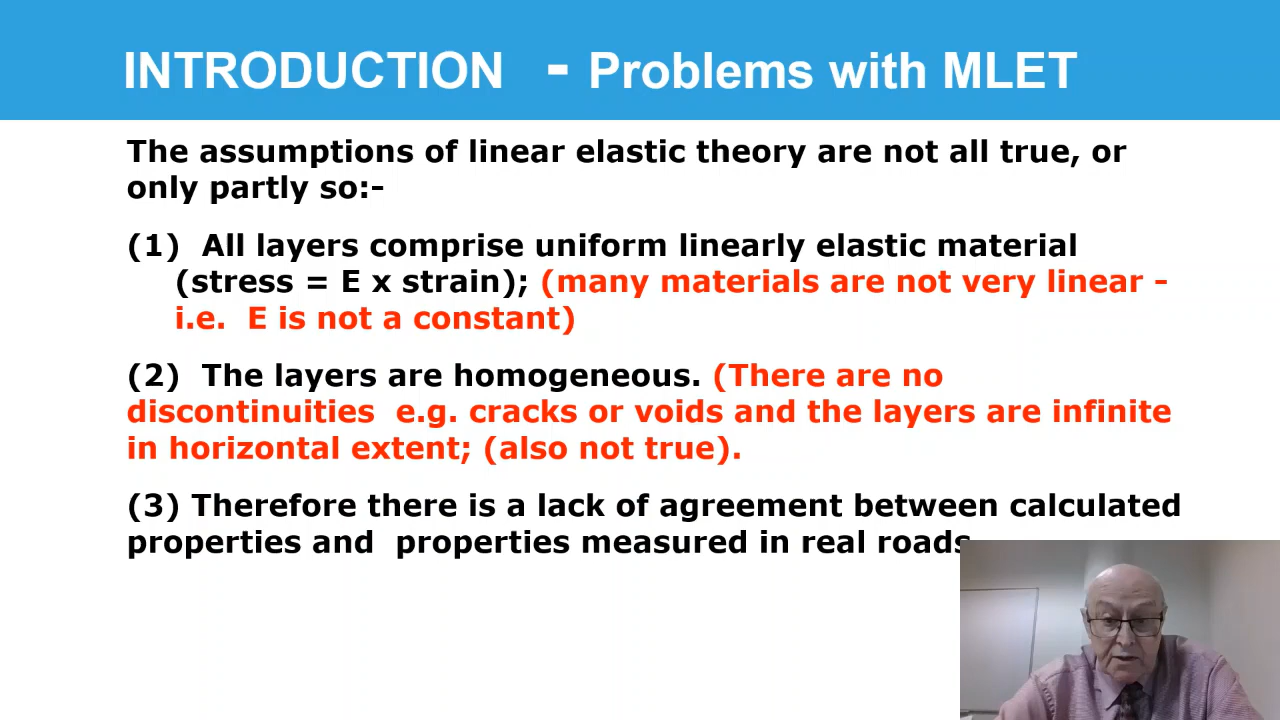 INTRODUCTION - Problems with MLET
The assumptions of linear elastic theory are not all true, or
only partly so:-
(1) All layers comprise uniform linearly elastic material
(stress = E x strain); (many materials are not very linear -
i.e. E is not a constant)
(2) The layers are homogeneous. (There are no
discontinuities e.g. cracks or voids and the layers are infinite
in horizontal extent; (also not true).
(3) Therefore there is a lack of agreement between calculated
properties and properties measured in real roads